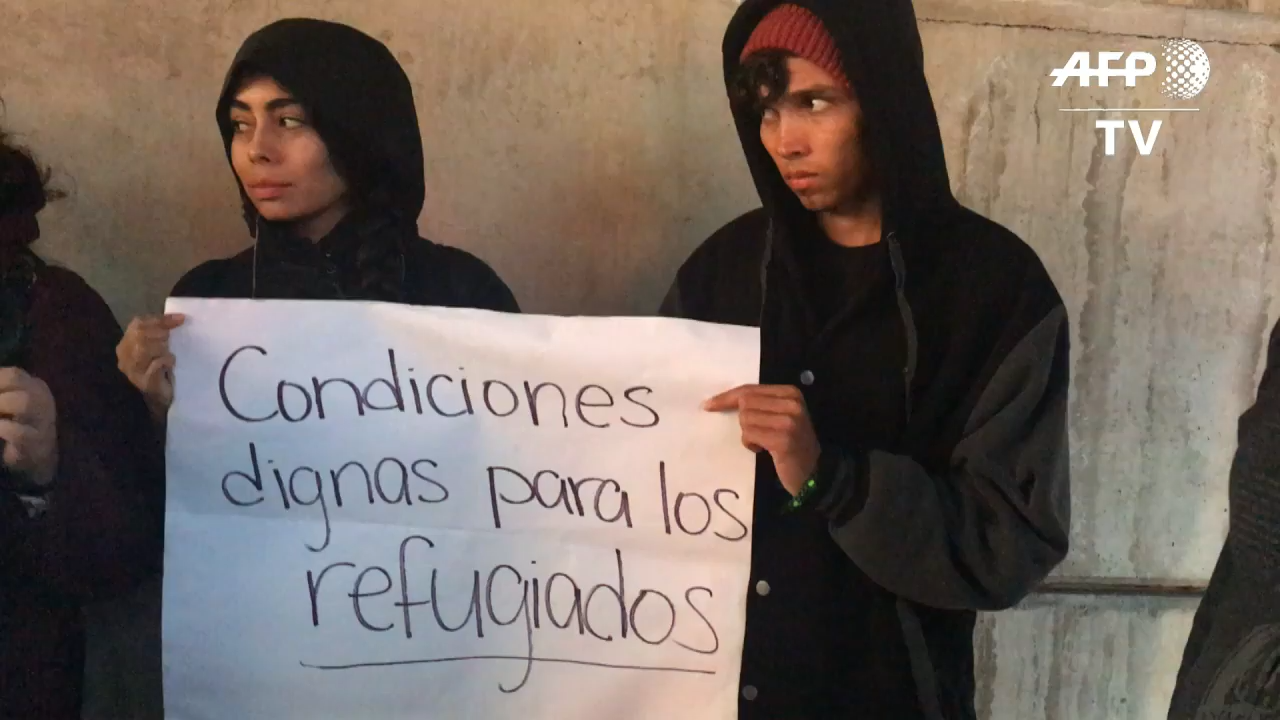 AFP
TV
Condiciones
dignas para los
refugiados